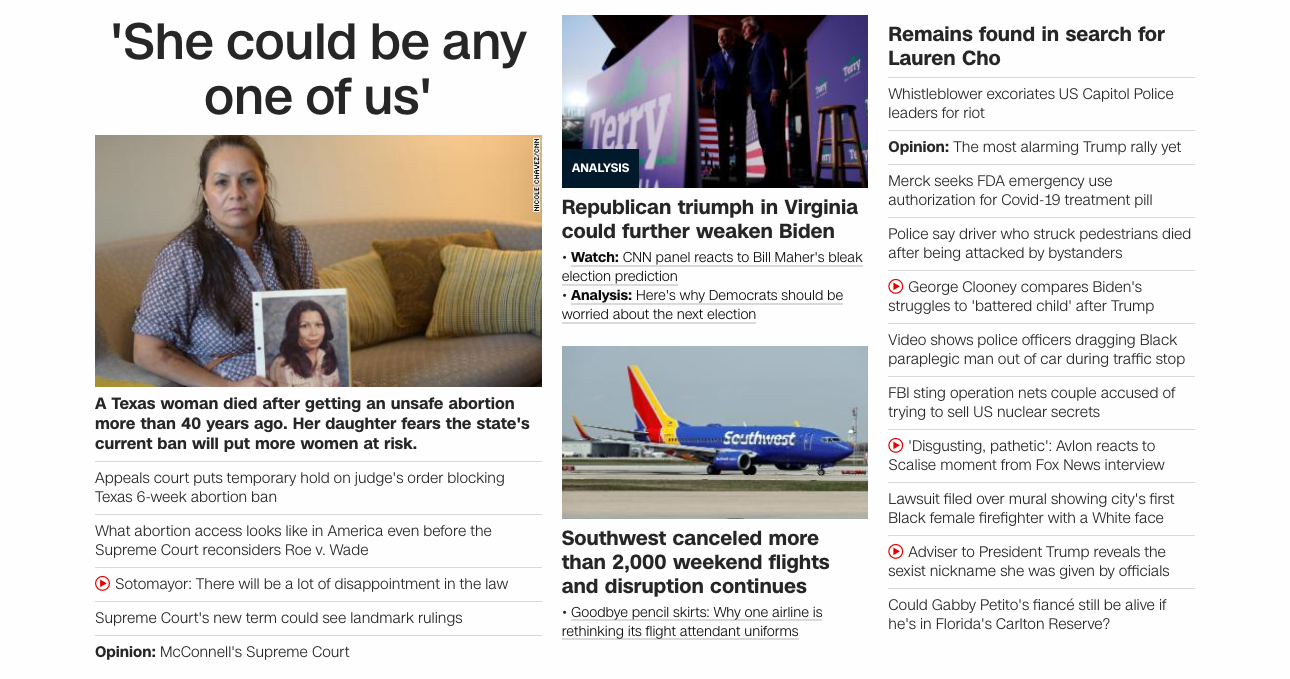 'She could be any
one of us'
NICOLE CHAVEZ/CNN
A Texas woman died after getting an unsafe abortion
more than 40 years ago. Her daughter fears the state's
current ban will put more women at risk.
Appeals court puts temporary hold on judge's order blocking
Texas 6-week abortion ban
What abortion access looks like in America even before the
Supreme Court reconsiders Roe v. Wade
Sotomayor: There will be a lot of disappointment in the law
Supreme Court's new term could see landmark rulings
Opinion: McConnell's Supreme Court
Terry
Terry
ANALYSIS
Republican triumph in Virginia
could further weaken Biden
• Watch: CNN panel reacts to Bill Maher's bleak
election prediction
• Analysis: Here's why Democrats should be
worried about the next election
Southwest
Southwest canceled more
than 2,000 weekend flights
and disruption continues
• Goodbye pencil skirts: Why one airline is
rethinking its flight attendant uniforms
Remains found in search for
Lauren Cho
Whistleblower excoriates US Capitol Police
leaders for riot
Opinion: The most alarming Trump rally yet
Merck seeks FDA emergency use
authorization for Covid-19 treatment pill
Police say driver who struck pedestrians died
after being attacked by bystanders
George Clooney compares Biden's
struggles to 'battered child' after Trump
Video shows police officers dragging Black
paraplegic man out of car during traffic stop
FBI sting operation nets couple accused of
trying to sell US nuclear secrets
'Disgusting, pathetic': Avlon reacts to
Scalise moment from Fox News interview
Lawsuit filed over mural showing city's first
Black female firefighter with a White face
Adviser to President Trump reveals the
sexist nickname she was given by officials
Could Gabby Petito's fiancé still be alive if
he's in Florida's Carlton Reserve?